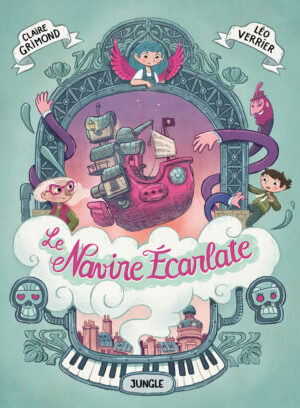 CLAIRE
GRIMOND
LÉO
VERRIER
Le
Navire Écarlate
JUNGLE